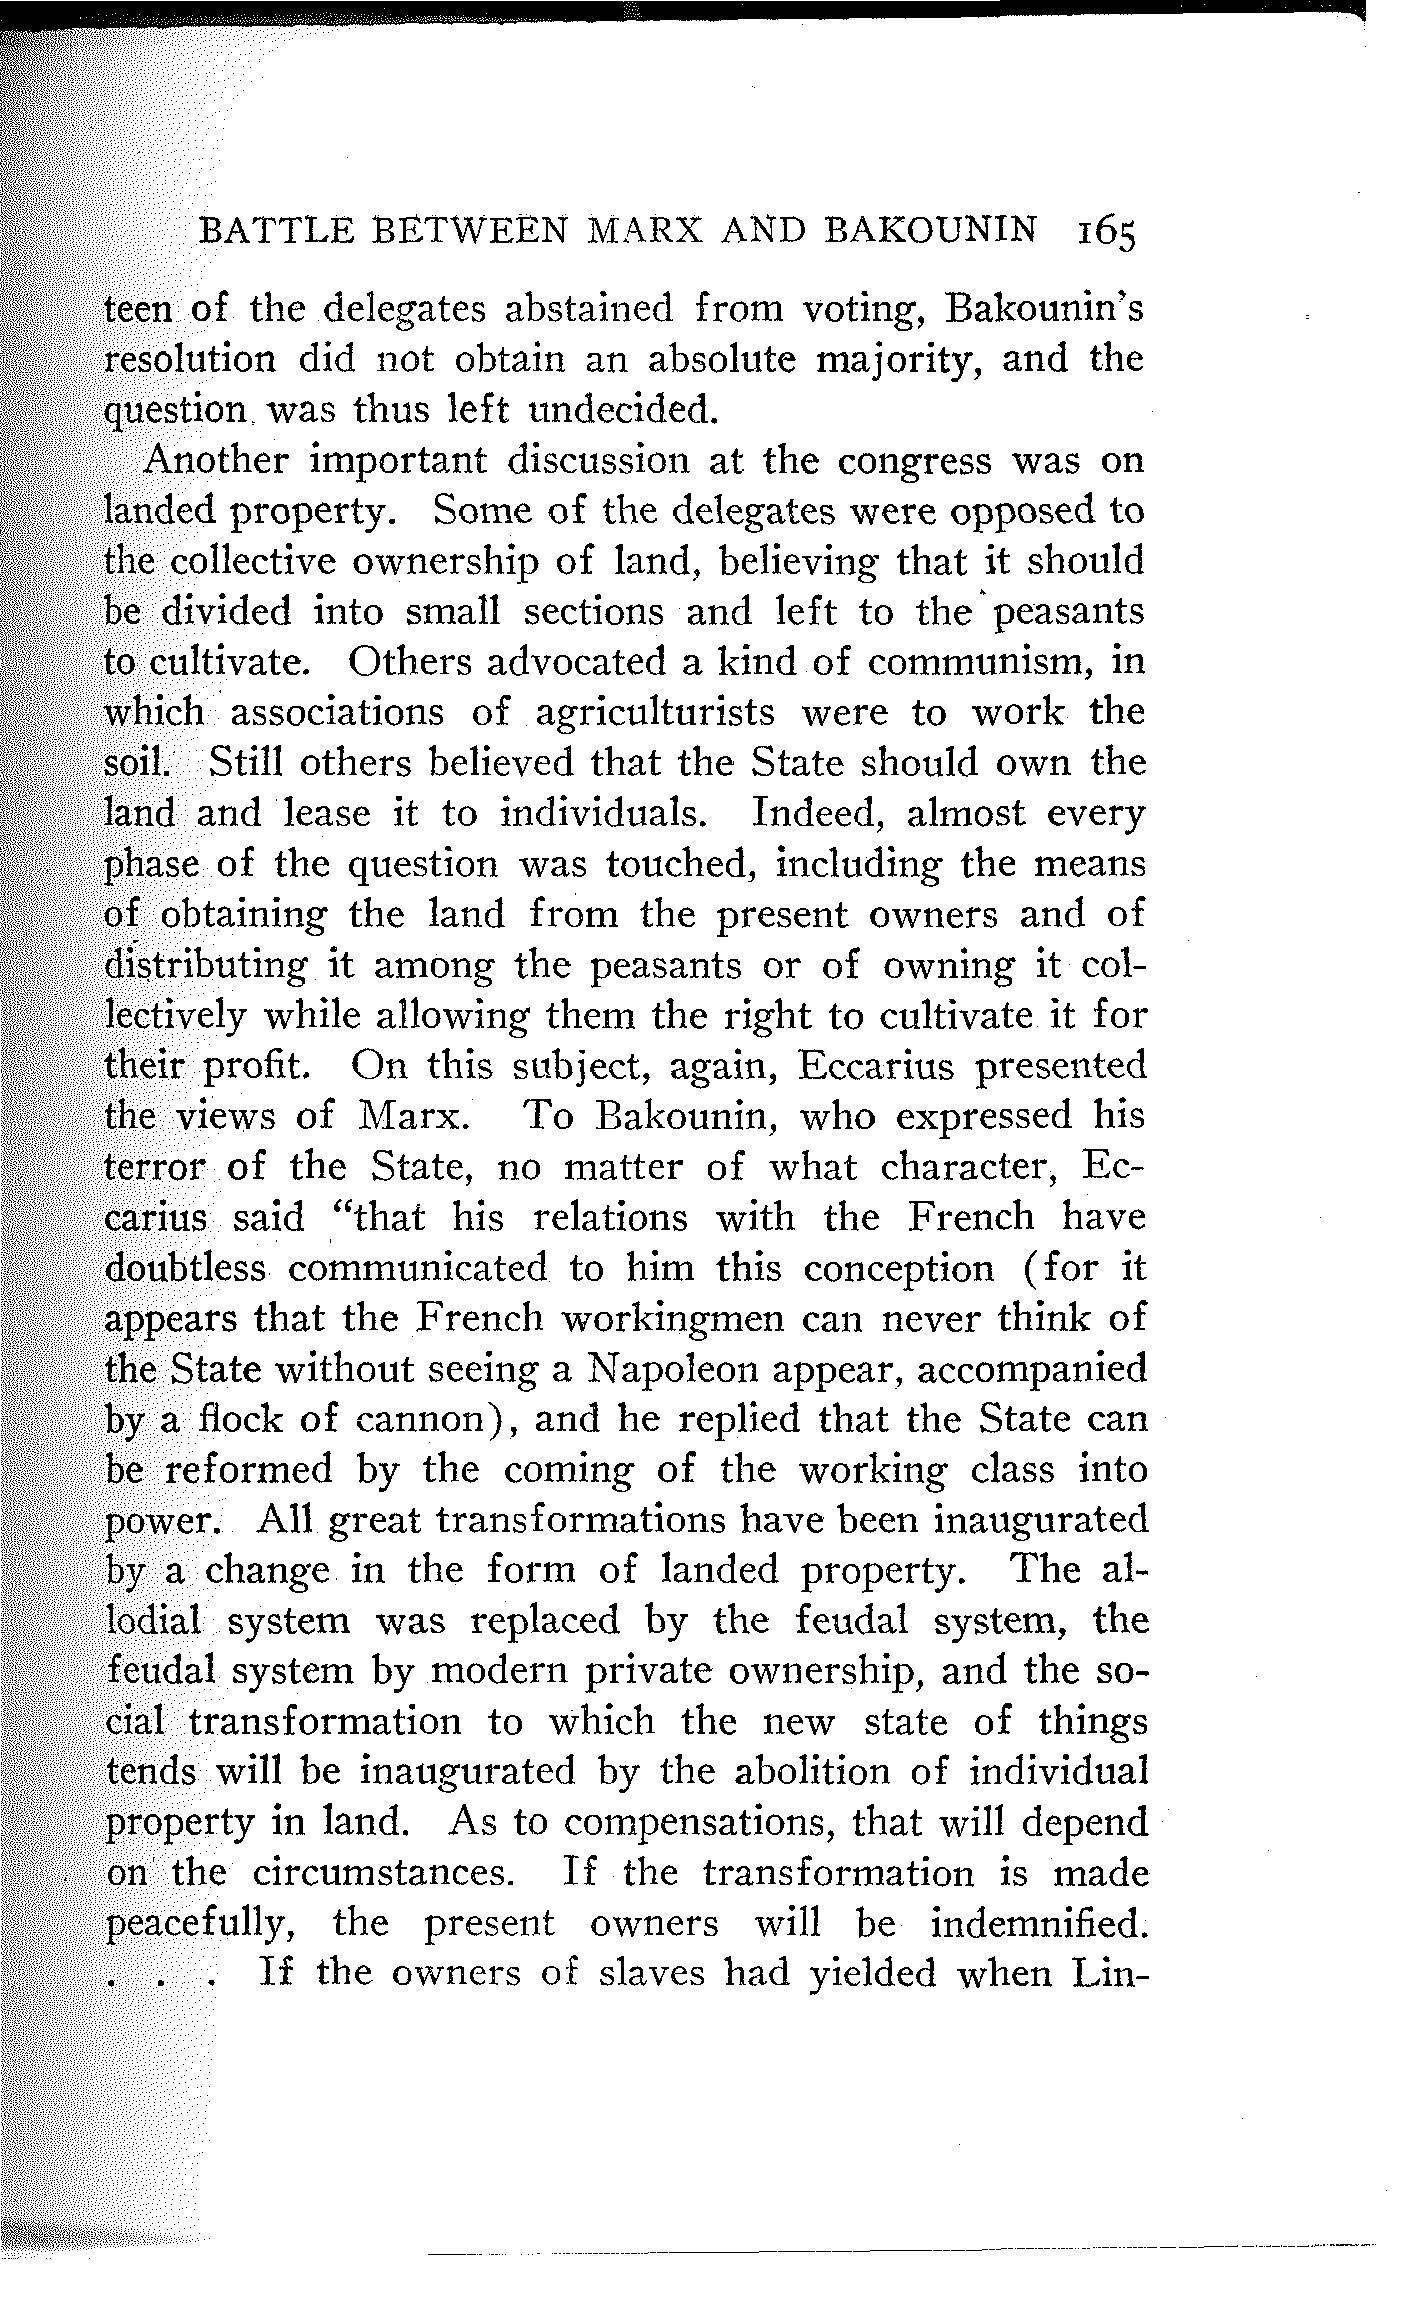 BATTLE BETWEEN MARX AND BAKOUNIN 165
teen of the delegates abstained from voting, Bakounin's
resolution did not obtain an absolute majority, and the
question was thus left undecided.
Another important discussion at the congress was on
landed property. Some of the delegates were opposed to
the collective ownership of land, believing that it should
be divided into small sections and left to the peasants
to cultivate. Others advocated a kind of communism, in
which associations of agriculturists were to work the
soil. Still others believed that the State should own the
land and lease it to individuals. Indeed, almost every
phase of the question was touched, including the means
of obtaining the land from the present owners and of
distributing it among the peasants or of owning it col-
lectively while allowing them the right to cultivate it for
their profit. On this subject, again, Eccarius presented
the views of Marx. To Bakounin, who expressed his
terror of the State, no matter of what character, Ec-
carius said "that his relations with the French have
doubtless communicated to him this conception (for it
appears that the French workingmen can never think of
the State without seeing a Napoleon appear, accompanied
by a flock of cannon), and he replied that the State can
be reformed by the coming of the working class into
power. All great transformations have been inaugurated
by a change in the form of landed property. The al-
lodial system was replaced by the feudal system, the
feudal system by modern private ownership, and the so-
cial transformation to which the new state of things
tends will be inaugurated by the abolition of individual
property in land. As to compensations, that will depend
on the circumstances. If the transformation is made
peacefully, the present owners will be indemnified.
. . . If the owners of slaves had yielded when Lin-